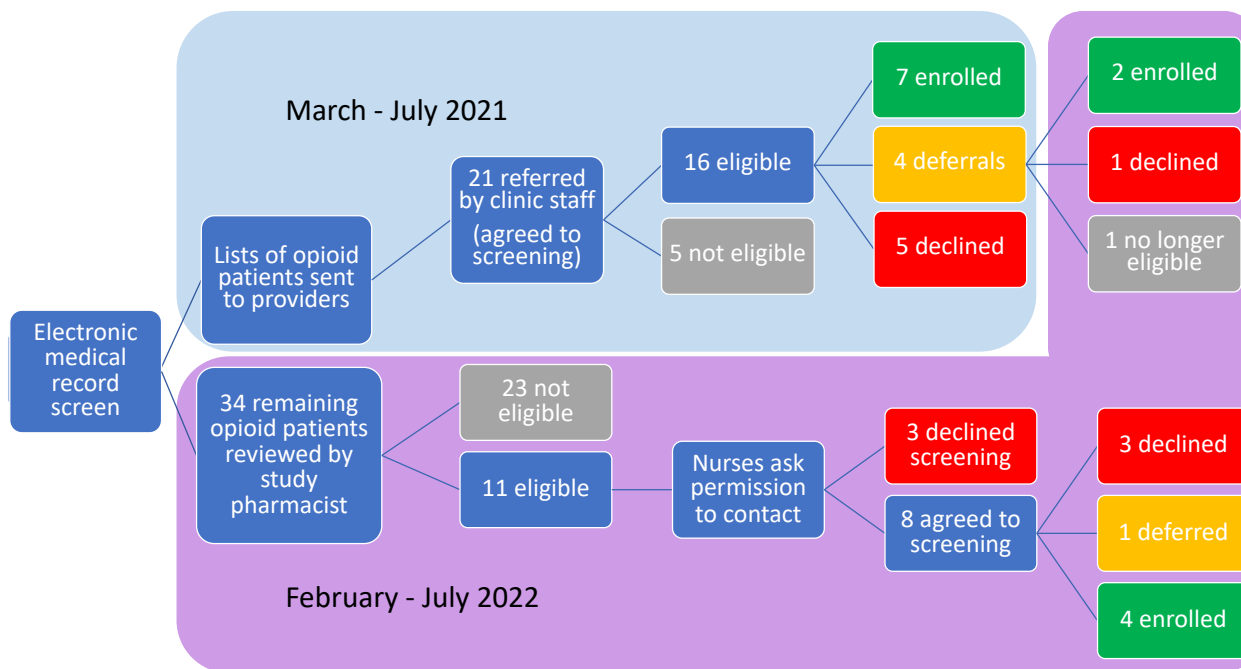 March - July 2021
7 enrolled
4 deferrals
5 declined
16 eligible
5 not eligible
21 referred
by clinic staff
(agreed to
screening)
Lists of opioid
patients sent
to providers
2 enrolled
1 declined
1 no longer
eligible
Electronic
medical
record
screen
34 remaining
opioid patients
reviewed by
study
pharmacist
23 not
eligible
11 eligible
Nurses ask
permission
to contact
3 declined
screening
8 agreed to
screening
3 declined
1 deferred
4 enrolled
February - July 2022